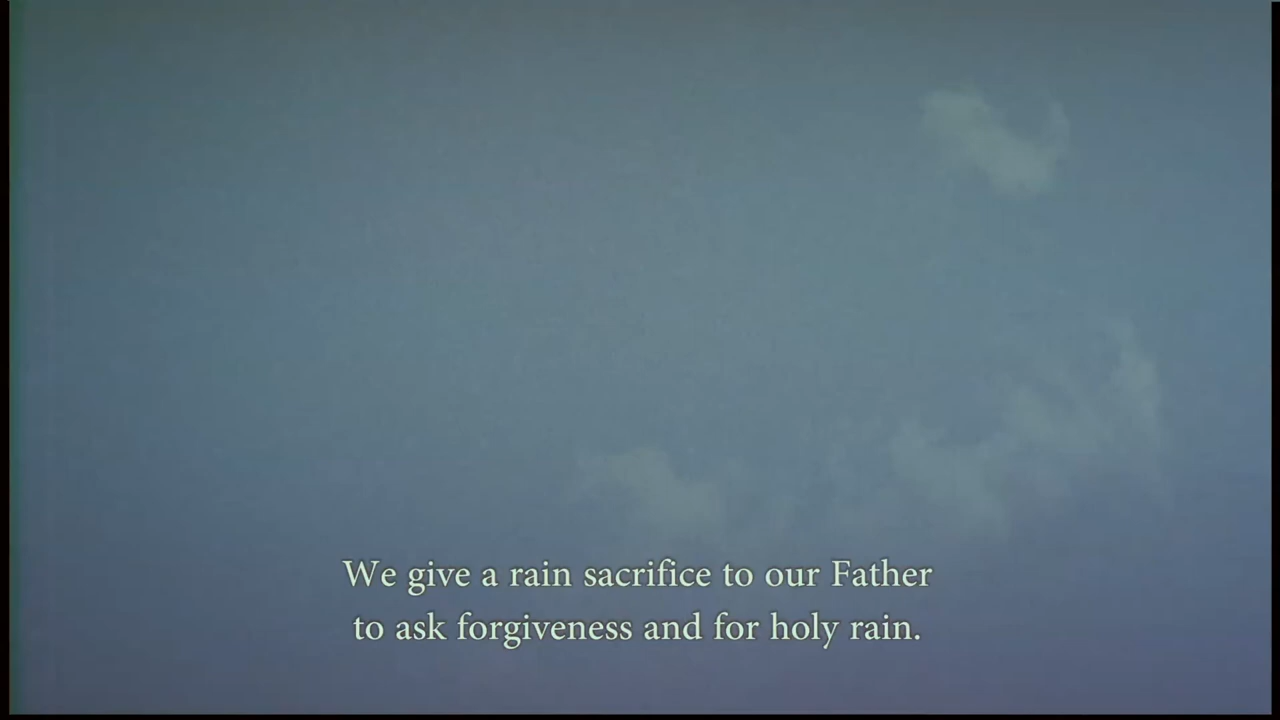 We give a rain sacrifice to our Father
to ask forgiveness and for holy rain.